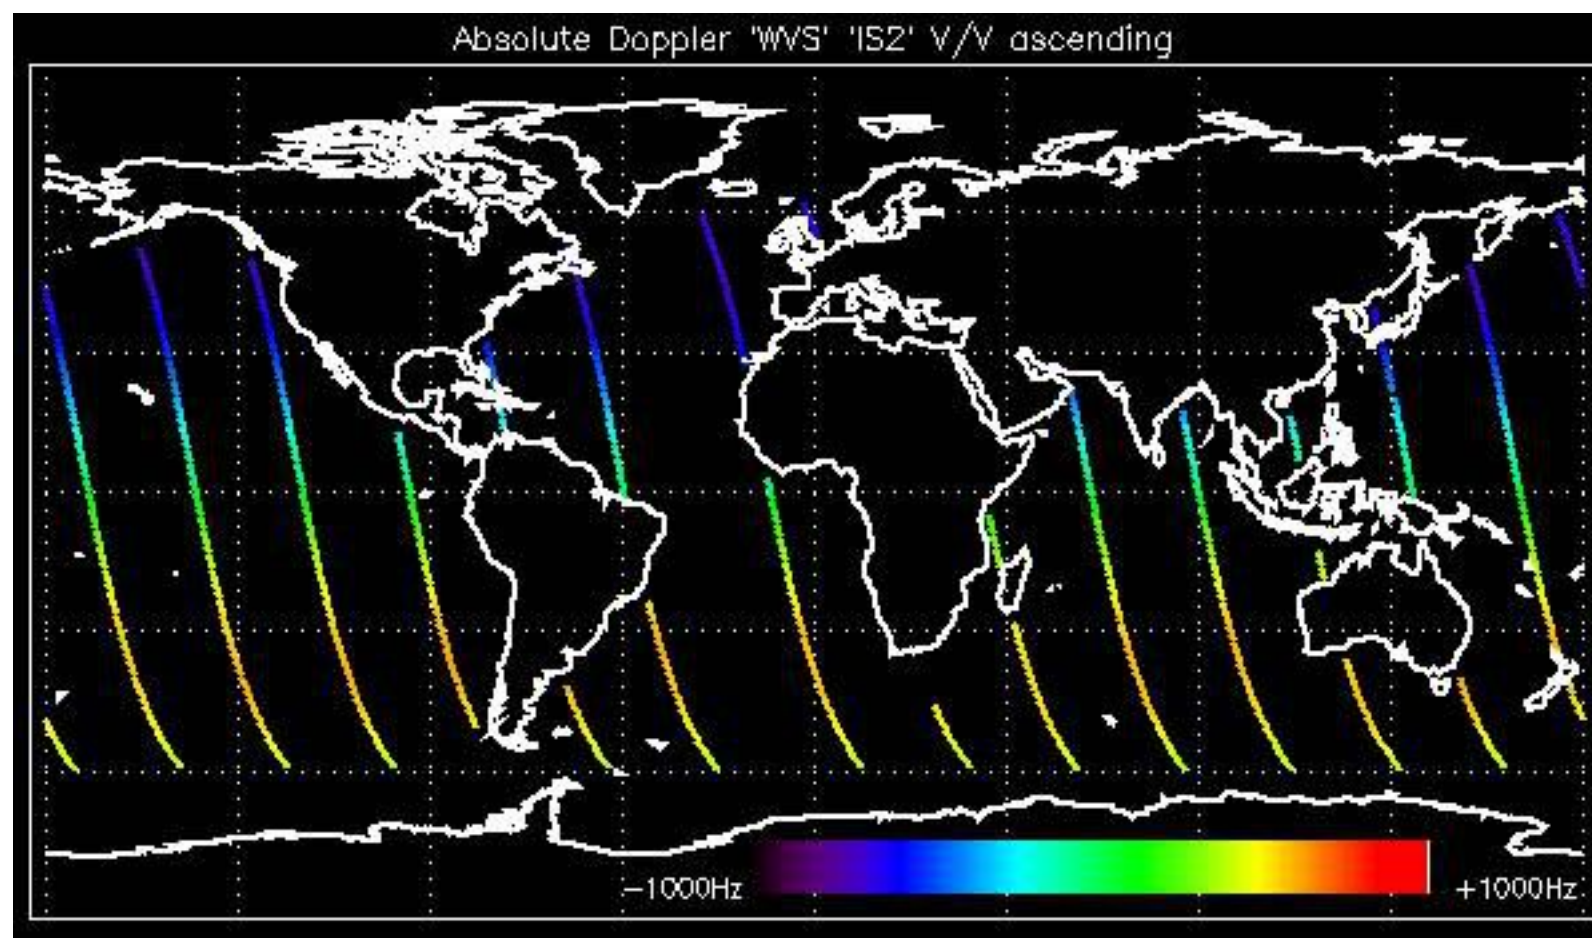 Absolute Doppler 'WVS' 'IS2' V/V ascending
-1000Hz
+1000Hz